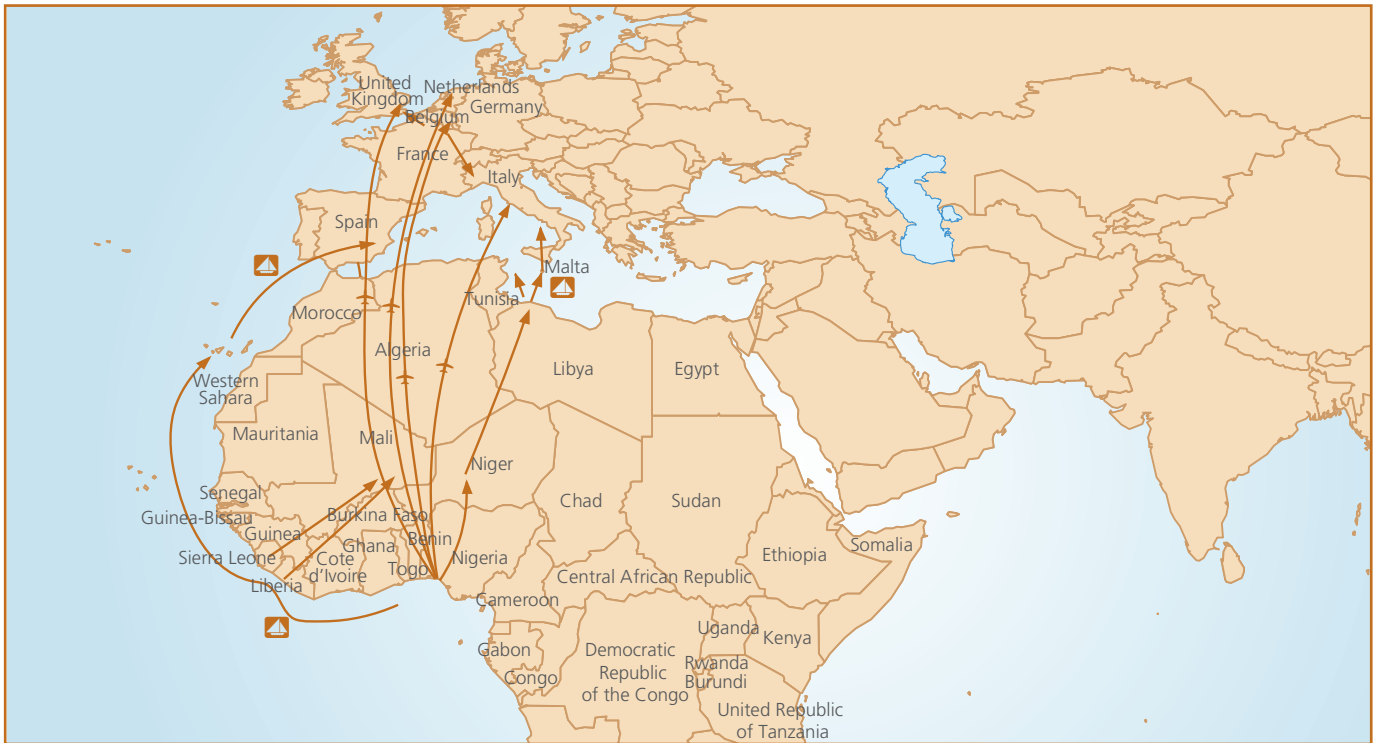 United
Kingdom
Netherlands
Germany
Belgium
France
Italy
Spain
Malta
Tunisia
Morocco
Algeria
Libya
Egypt
Western
Sahara
Mauritania
Mali
Niger
Chad
Sudan
Senegal
Guinea-Bissau
Burkina Faso
Guinea
Benin
Ghana
Sierra Leone
Cote
d’Ivoire
Togo
Nigeria
Ethiopia
Somalia
Liberia
Central African Republic
Cameroon
Uganda
Kenya
Gabon
Democratic
Republic
of the Congo
Congo
Rwanda
Burundi
United Republic
of Tanzania